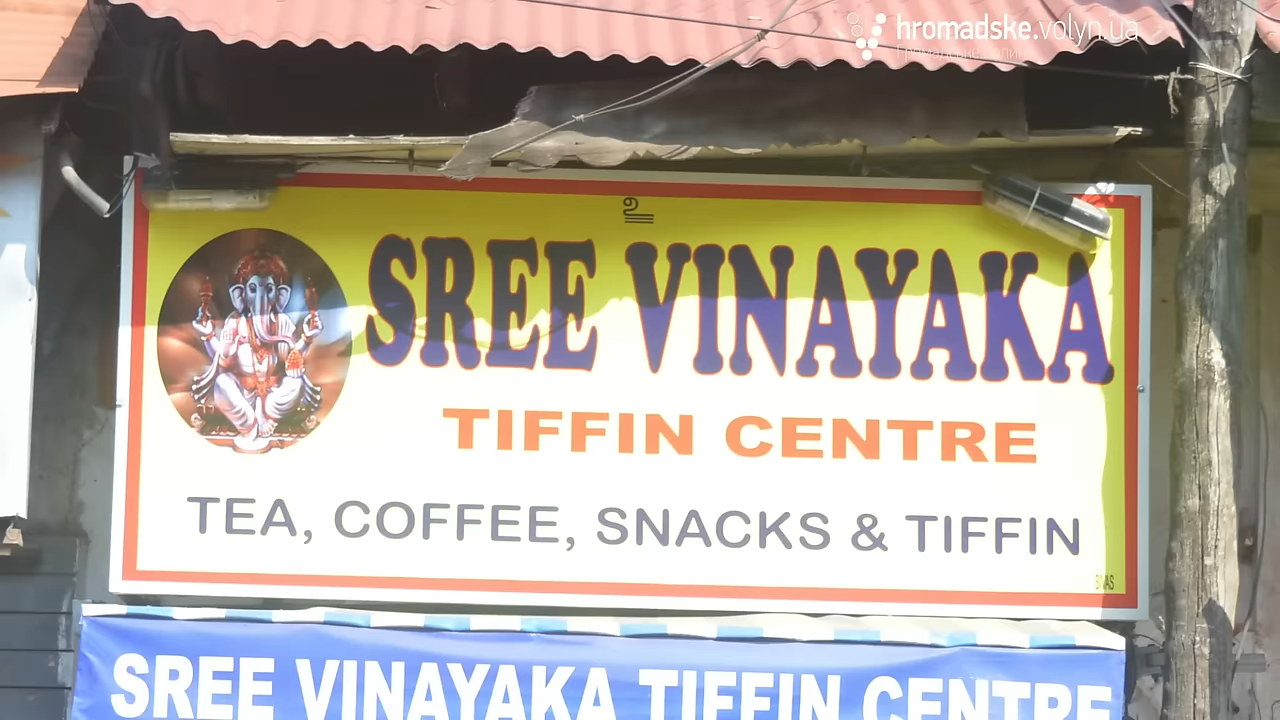 hromadske.volyn.ua
SREE VINAYAKA
TIFFIN CENTRE
TEA, COFFEE, SNACKS & TIFFIN
SREE VINAYAKA TIFFIN CENTRE